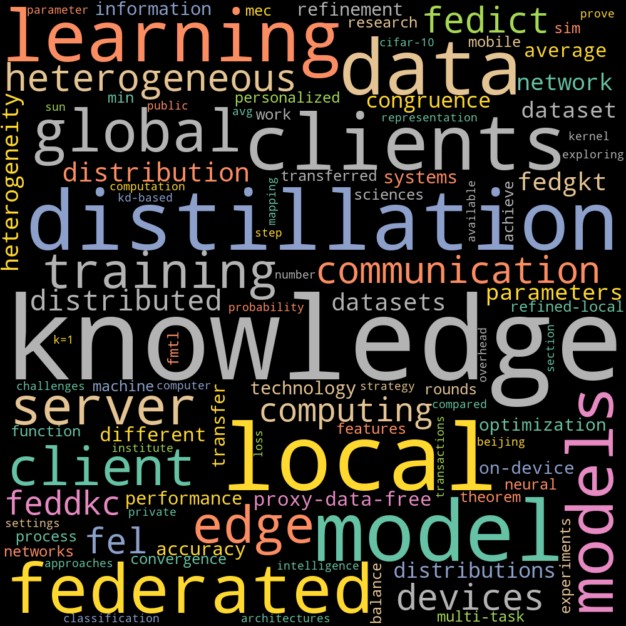 parameter information mec refinement fedict prove
learning research sim
cifar-10 mobile average
heterogeneous data network
heterogeneity sun min public personalized congruence dataset
avg work representation
global clients kernel
exploring
distribution transferred systems fedgkt
computation kd-based mapping sciences available achieve
distillation
step
training number communication
distributed probability datasets parameters
refined-local
knowledge
k=1 fmtl overhead section
challenges machine computer technology strategy rounds
server transfer computing compared
function different features transactions optimization
institute loss local beijing
client on-device
neural
feddkc performance proxy-data-free theorem
private
settings
process fel edge model models
networks accuracy
approaches convergence intelligence experiments
federated balance distributions
devices
classification architectures multi-task